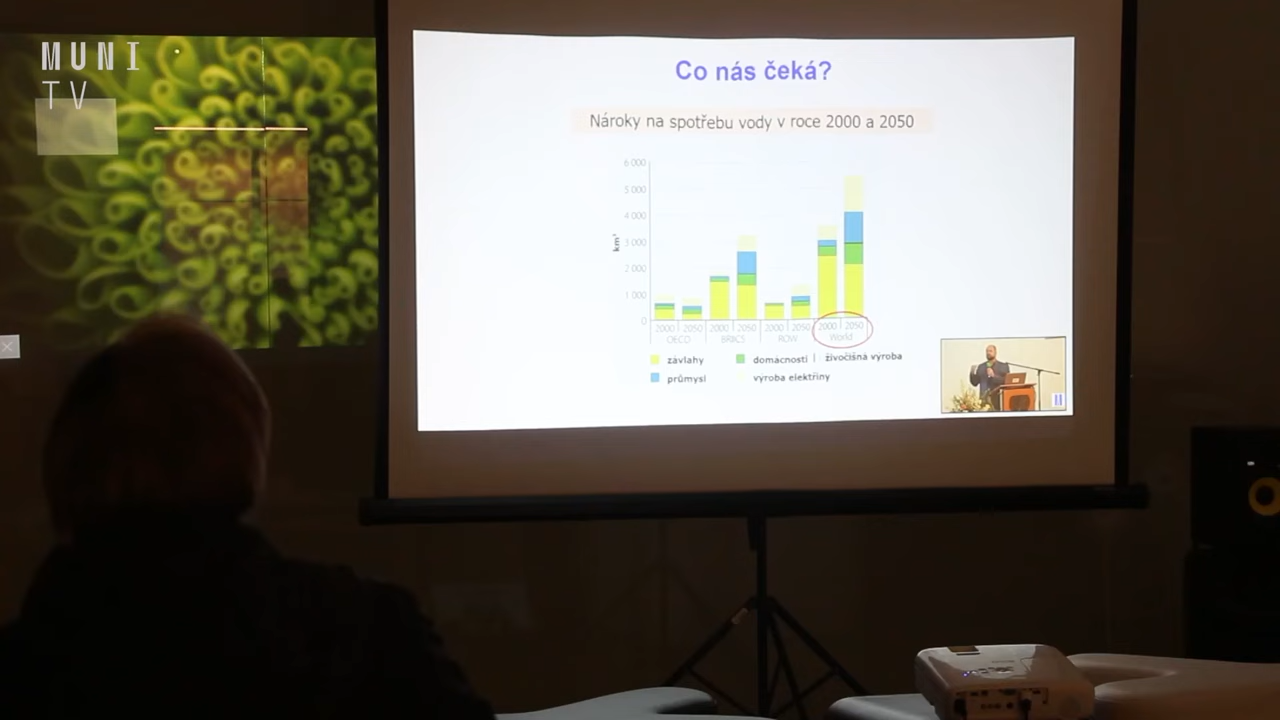 MUNI
TV
Co nás čeká?
Nároky na spotřebu vody v roce 2000 a 2050
6 000
5 000
4 000
3 000
2 000
1 000
0
km³
2000 2050 2000 2050 2000 2050 2000 2050
OECD BRIICS ROW World
závlahy domácnosti živočišná výroba
průmysl výroba elektřiny